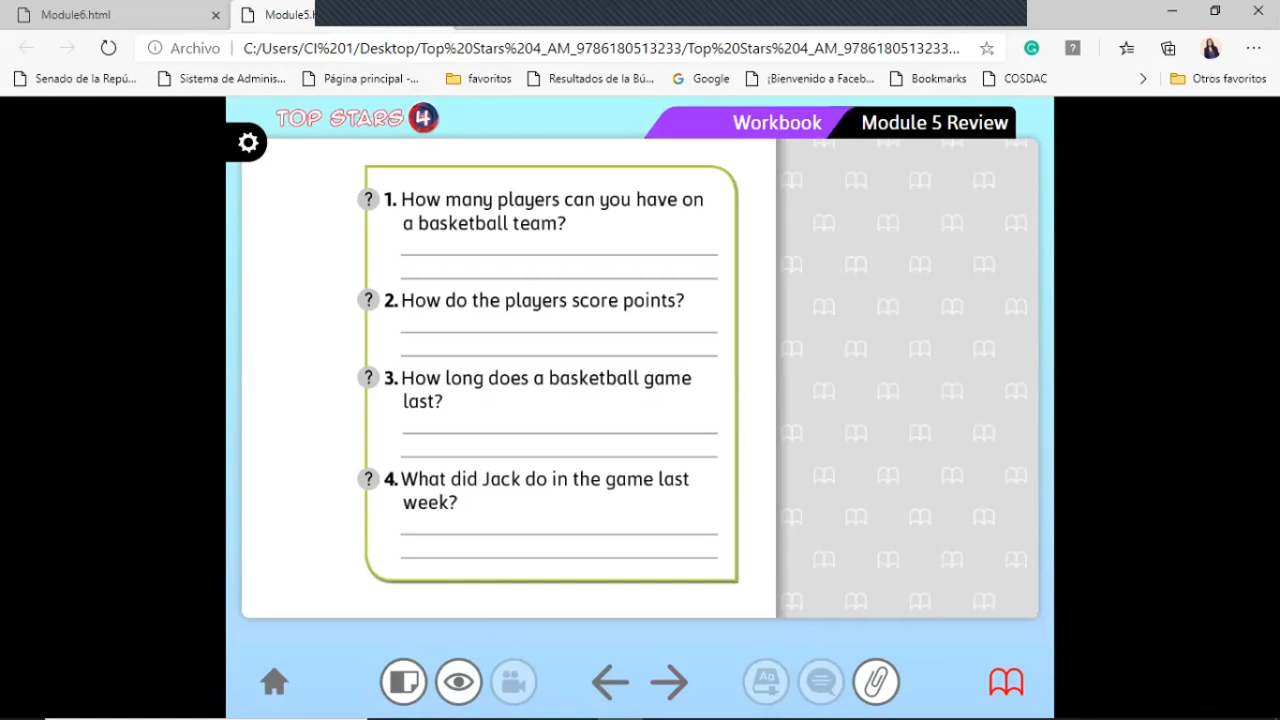 Module6.html
Module5.h
Archivo
C:/Users/CI%201/Desktop/Top%20Stars%204_AM_9786180513233/Top%20Stars%204_AM_9786180513233...
Senado de la Repú...
Sistema de Adminis...
Página principal -...
favoritos
Resultados de la Bú...
Google
¡Bienvenido a Faceb...
Bookmarks
COSDAC
Otros favoritos
TOP STARS 4
Workbook
Module 5 Review
? 1. How many players can you have on
a basketball team?
? 2. How do the players score points?
? 3. How long does a basketball game
last?
? 4. What did Jack do in the game last
week?
Aa